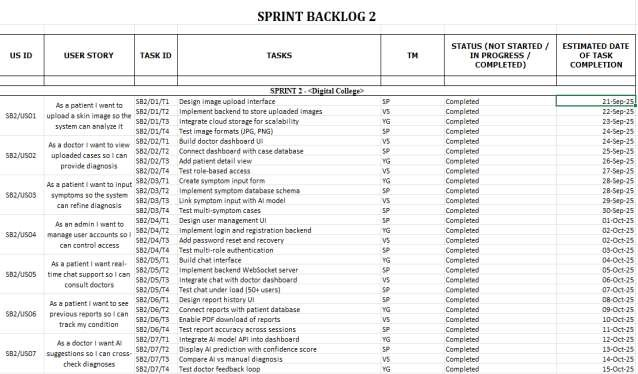 SPRINT BACKLOG 2
US ID USER STORY TASK ID TASKS TM STATUS (NOT STARTED / IN PROGRESS / COMPLETED) ESTIMATED DATE OF TASK COMPLETION
SPRINT 2 - <Digital College>
SB2/US01
As a patient I want to
upload a skin image so the
system can analyze it
SB2/D1/T1 Design image upload interface SP Completed 21-Sep-25
SB2/D1/T2 Implement backend to store uploaded images VS Completed 22-Sep-25
SB2/D1/T3 Integrate cloud storage for scalability YG Completed 23-Sep-25
SB2/D1/T4 Test image formats (JPG, PNG) SP Completed 24-Sep-25
SB2/US02
As a doctor I want to view
uploaded cases so I can
provide diagnosis
SB2/D2/T1 Build doctor dashboard UI VS Completed 24-Sep-25
SB2/D2/T2 Connect dashboard with case database SP Completed 25-Sep-25
SB2/D2/T3 Add patient detail view YG Completed 26-Sep-25
SB2/D2/T4 Test role-based access VS Completed 27-Sep-25
SB2/US03
As a patient I want to input
symptoms so the system
can refine diagnosis
SB2/D3/T1 Create symptom input form YG Completed 28-Sep-25
SB2/D3/T2 Implement symptom database schema SP Completed 28-Sep-25
SB2/D3/T3 Link symptom input with AI model VS Completed 29-Sep-25
SB2/D3/T4 Test multi-symptom cases SP Completed 30-Sep-25
SB2/US04
As an admin I want to
manage user accounts so I
can control access
SB2/D4/T1 Design user management UI SP Completed 01-Oct-25
SB2/D4/T2 Implement login and registration backend YG Completed 02-Oct-25
SB2/D4/T3 Add password reset and recovery VS Completed 02-Oct-25
SB2/D4/T4 Test multi-role authentication SP Completed 03-Oct-25
SB2/US05
As a patient I want real-
time chat support so I can
consult doctors
SB2/D5/T1 Build chat interface YG Completed 04-Oct-25
SB2/D5/T2 Implement backend WebSocket server SP Completed 05-Oct-25
SB2/D5/T3 Integrate chat with doctor dashboard VS Completed 06-Oct-25
SB2/D5/T4 Test chat under load (50+ users) SP Completed 07-Oct-25
SB2/US06
As a patient I want to see
previous reports so I can
track my condition
SB2/D6/T1 Design report history UI SP Completed 08-Oct-25
SB2/D6/T2 Connect reports with patient database YG Completed 09-Oct-25
SB2/D6/T3 Enable PDF download of reports VS Completed 10-Oct-25
SB2/D6/T4 Test report accuracy across sessions SP Completed 11-Oct-25
SB2/US07
As a doctor I want AI
suggestions so I can cross-
check diagnoses
SB2/D7/T1 Integrate AI model API into dashboard YG Completed 12-Oct-25
SB2/D7/T2 Display AI prediction with confidence score SP Completed 13-Oct-25
SB2/D7/T3 Compare AI vs manual diagnosis VS Completed 14-Oct-25
SB2/D7/T4 Test doctor feedback loop YG Completed 15-Oct-25